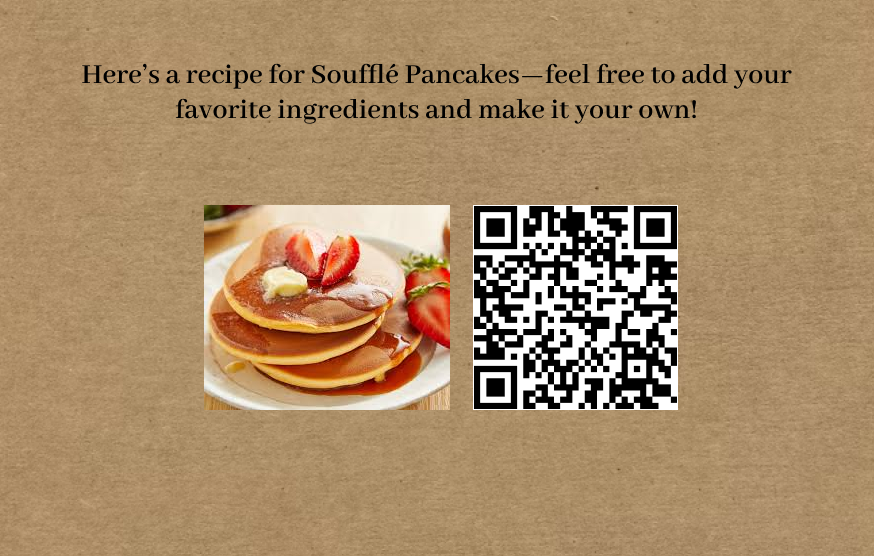 Here’s a recipe for Soufflé Pancakes—feel free to add your
favorite ingredients and make it your own!